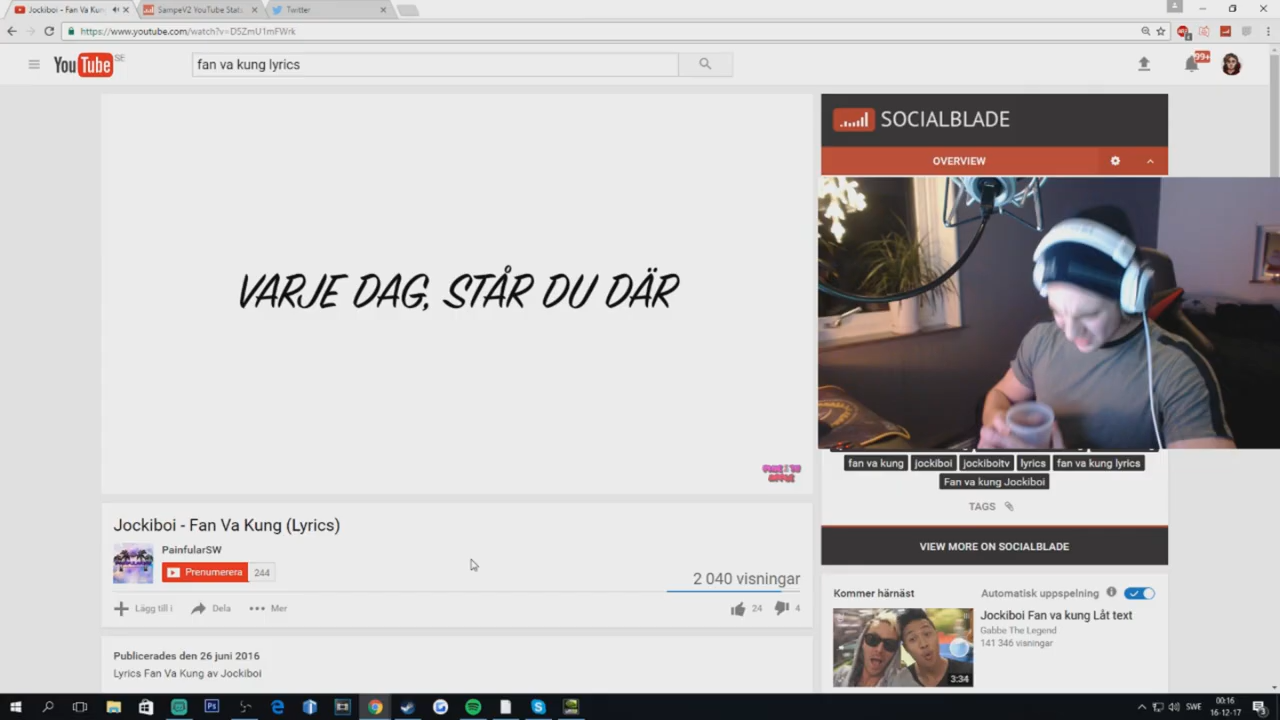 Jockiboi - Fan Va Kung
SampeV2 YouTube Stats
Twitter
https://www.youtube.com/watch?v=D5ZmU1mFWrk
YouTube SE
fan va kung lyrics
99+
SOCIALBLADE
OVERVIEW
VARJE DAG, STÅR DU DÄR
fan va kung
jockiboi
jockiboitv
lyrics
fan va kung lyrics
Fan va kung Jockiboi
TAGS
VIEW MORE ON SOCIALBLADE
Jockiboi - Fan Va Kung (Lyrics)
PainfularSW
Prenumerera 244
2 040 visningar
Lägg till i
Dela
Mer
24
4
Publicerades den 26 juni 2016
Lyrics Fan Va Kung av Jockiboi
Kommer härnäst
Automatisk uppspelning
Jockiboi Fan va kung Låt text
Gabbe The Legend
141 346 visningar
3:34
SWE
00:16
16-12-17